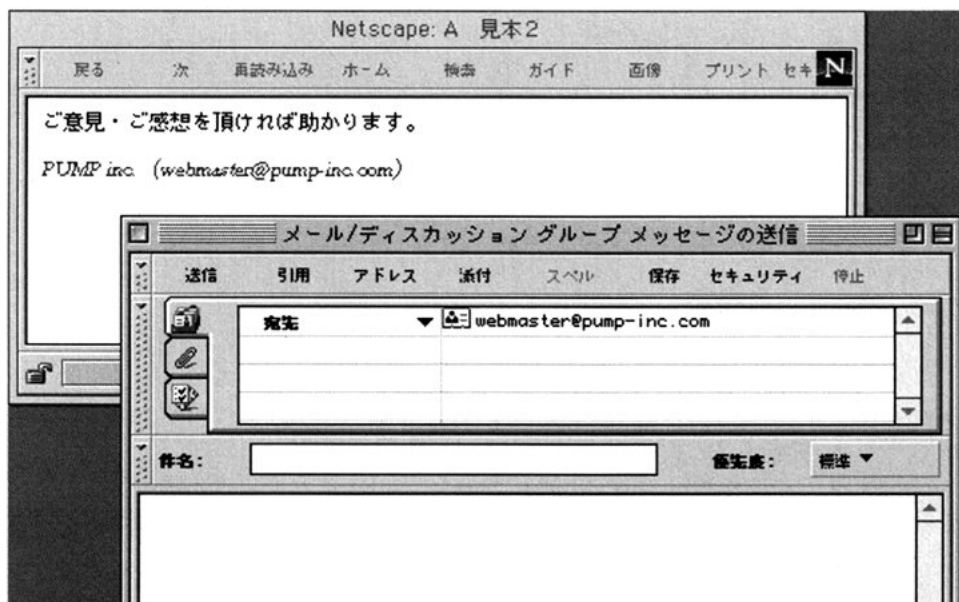 Netscape: A 見本2
戻る 次 再読み込み ホーム 検索 ガイド 画像 プリント セキ N
ご意見・ご感想を頂ければ助かります。
PUMP inc. (webmaster@pump-inc.com)
メール/ディスカッション グループ メッセージの送信
送信 引用 アドレス 添付 スペル 保存 セキュリティ 停止
宛先 webmaster@pump-inc.com
件名: 優先度: 標準